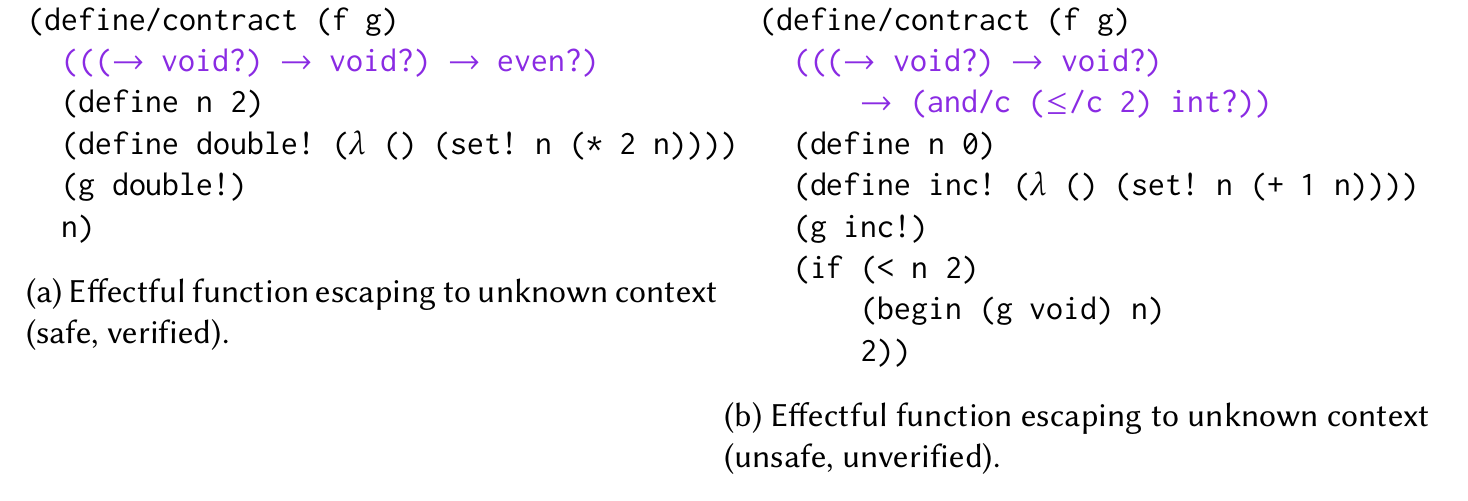 (define/contract (f g)
  (((→ void?) → void?) → even?)
  (define n 2)
  (define double! (λ () (set! n (* 2 n))))
  (g double!)
  n)
(a) Effectful function escaping to unknown context
(safe, verified).
(define/contract (f g)
  (((→ void?) → void?)
      → (and/c (≤/c 2) int?))
  (define n 0)
  (define inc! (λ () (set! n (+ 1 n))))
  (g inc!)
  (if (< n 2)
      (begin (g void) n)
      2))
(b) Effectful function escaping to unknown context
(unsafe, unverified).